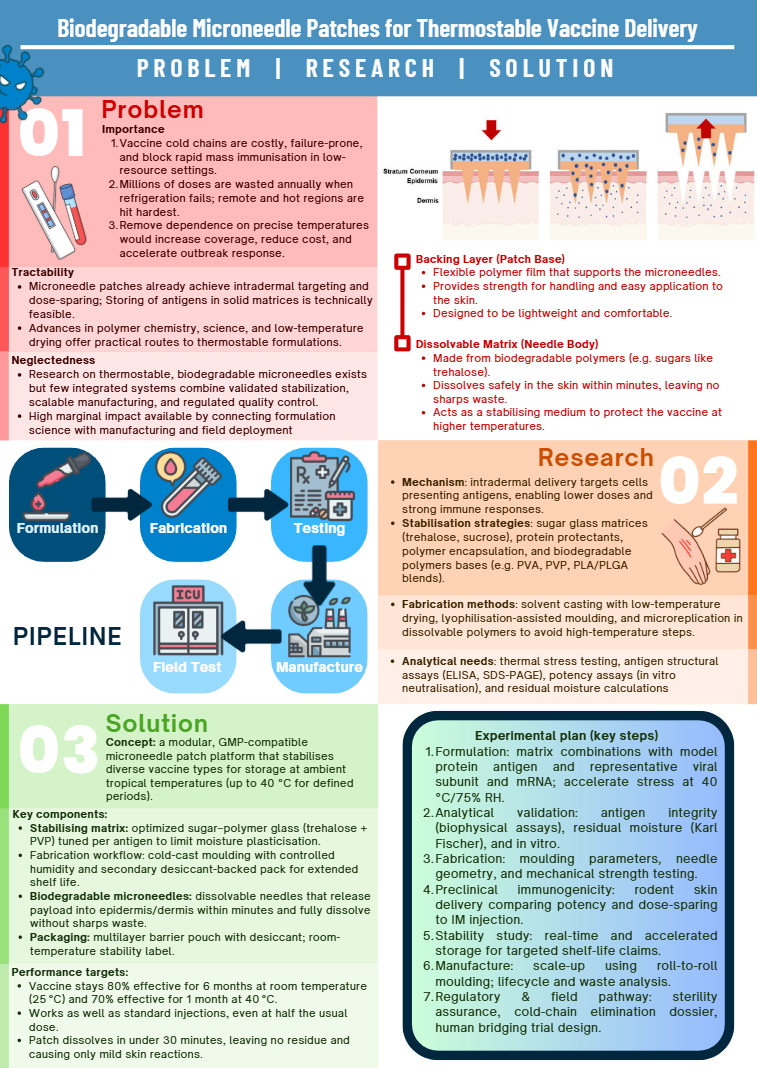 Biodegradable Microneedle Patches for Thermostable Vaccine Delivery
PROBLEM | RESEARCH | SOLUTION
01
Problem
Importance
1.Vaccine cold chains are costly, failure-prone,
and block rapid mass immunisation in low-
resource settings.
2.Millions of doses are wasted annually when
refrigeration fails; remote and hot regions are
hit hardest.
3.Remove dependence on precise temperatures
would increase coverage, reduce cost, and
accelerate outbreak response.
Tractability
• Microneedle patches already achieve intradermal targeting and
dose-sparing; Storing of antigens in solid matrices is technically
feasible.
• Advances in polymer chemistry, science, and low-temperature
drying offer practical routes to thermostable formulations.
Neglectedness
• Research on thermostable, biodegradable microneedles exists
but few integrated systems combine validated stabilization,
scalable manufacturing, and regulated quality control.
• High marginal impact available by connecting formulation
science with manufacturing and field deployment
Stratum Corneum
Epidermis
Dermis
Backing Layer (Patch Base)
• Flexible polymer film that supports the microneedles.
• Provides strength for handling and easy application to
the skin.
• Designed to be lightweight and comfortable.
Dissolvable Matrix (Needle Body)
• Made from biodegradable polymers (e.g. sugars like
trehalose).
• Dissolves safely in the skin within minutes, leaving no
sharps waste.
• Acts as a stabilising medium to protect the vaccine at
higher temperatures.
Formulation
Fabrication
Rx
Testing
PIPELINE
ICU
Field Test
Manufacture
Research
02
• Mechanism: intradermal delivery targets cells
presenting antigens, enabling lower doses and
strong immune responses.
• Stabilisation strategies: sugar glass matrices
(trehalose, sucrose), protein protectants,
polymer encapsulation, and biodegradable
polymers bases (e.g. PVA, PVP, PLA/PLGA
blends).
• Fabrication methods: solvent casting with low-temperature
drying, lyophilisation-assisted moulding, and microreplication in
dissolvable polymers to avoid high-temperature steps.
• Analytical needs: thermal stress testing, antigen structural
assays (ELISA, SDS-PAGE), potency assays (in vitro
neutralisation), and residual moisture calculations
03
Solution
Concept: a modular, GMP-compatible
microneedle patch platform that stabilises
diverse vaccine types for storage at ambient
tropical temperatures (up to 40 °C for defined
periods).
Key components:
• Stabilising matrix: optimized sugar–polymer glass (trehalose +
PVP) tuned per antigen to limit moisture plasticisation.
• Fabrication workflow: cold-cast moulding with controlled
humidity and secondary desiccant-backed pack for extended
shelf life.
• Biodegradable microneedles: dissolvable needles that release
payload into epidermis/dermis within minutes and fully dissolve
without sharps waste.
• Packaging: multilayer barrier pouch with desiccant; room-
temperature stability label.
Performance targets:
• Vaccine stays 80% effective for 6 months at room temperature
(25 °C) and 70% effective for 1 month at 40 °C.
• Works as well as standard injections, even at half the usual
dose.
• Patch dissolves in under 30 minutes, leaving no residue and
causing only mild skin reactions.
Experimental plan (key steps)
1.Formulation: matrix combinations with model
protein antigen and representative viral
subunit and mRNA; accelerate stress at 40
°C/75% RH.
2.Analytical validation: antigen integrity
(biophysical assays), residual moisture (Karl
Fischer), and in vitro.
3.Fabrication: moulding parameters, needle
geometry, and mechanical strength testing.
4.Preclinical immunogenicity: rodent skin
delivery comparing potency and dose-sparing
to IM injection.
5.Stability study: real-time and accelerated
storage for targeted shelf-life claims.
6.Manufacture: scale-up using roll-to-roll
moulding; lifecycle and waste analysis.
7.Regulatory & field pathway: sterility
assurance, cold-chain elimination dossier,
human bridging trial design.